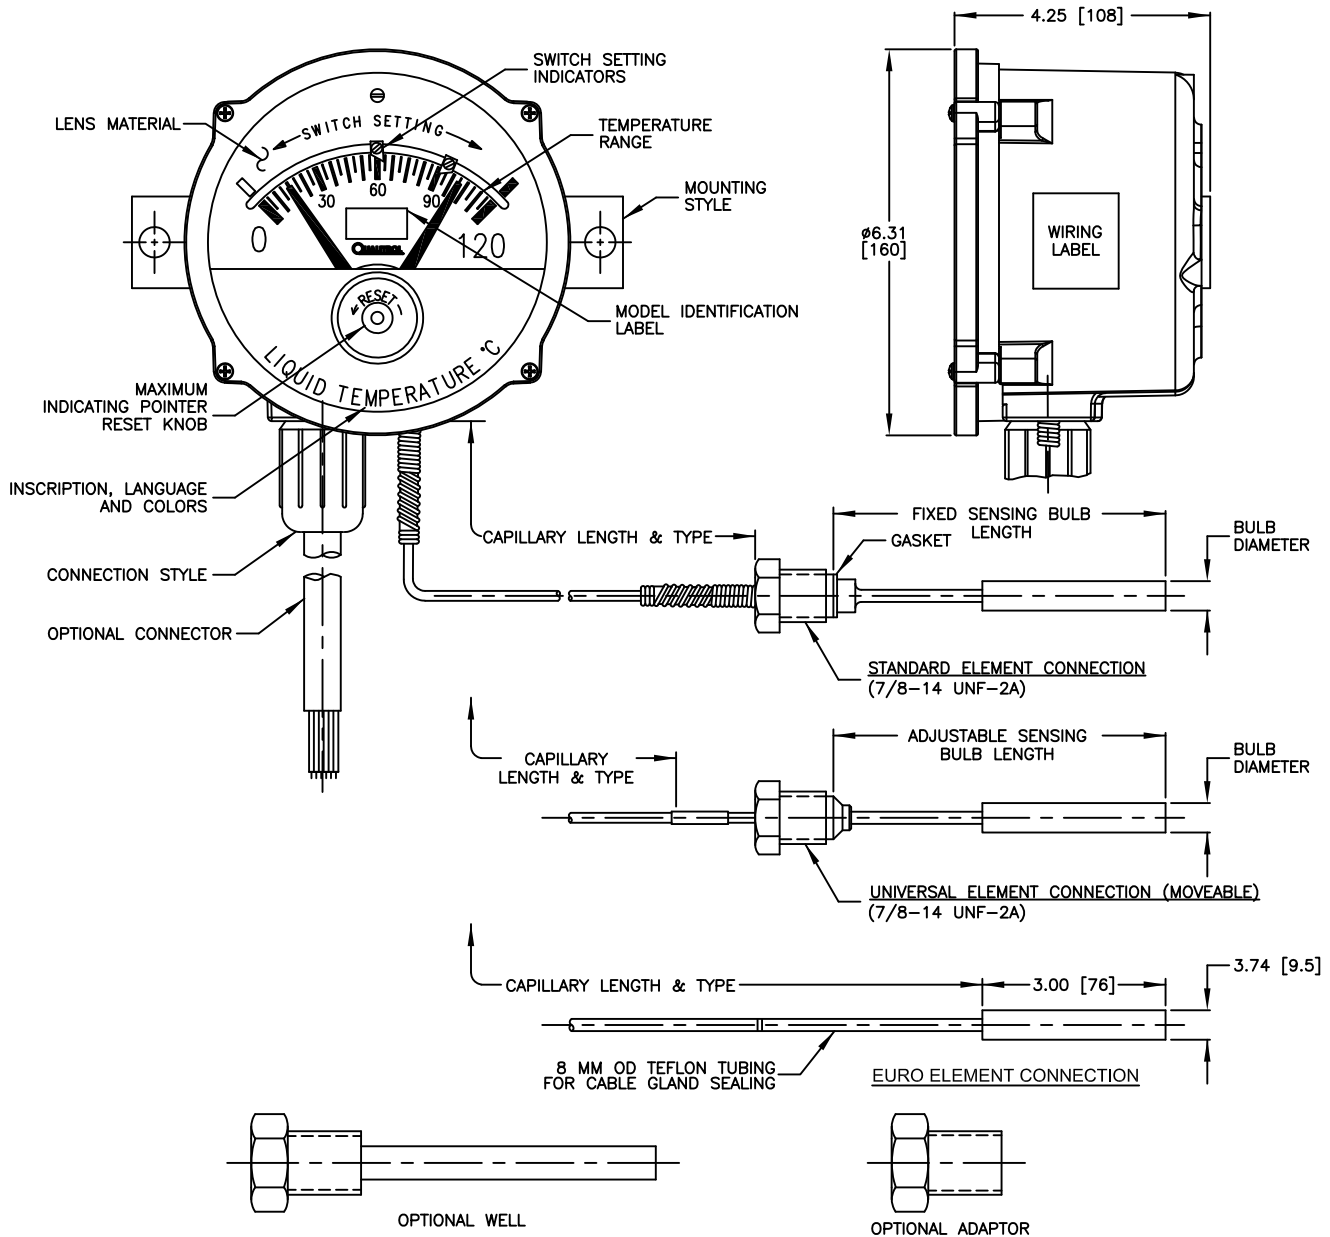 4.25 [108]
SWITCH SETTING
INDICATORS
LENS MATERIAL
SWITCH SETTING
TEMPERATURE
RANGE
MOUNTING
STYLE
30
60
90
0
120
QUALITROL
ø6.31
[160]
WIRING
LABEL
RESET
MODEL IDENTIFICATION
LABEL
LIQUID TEMPERATURE °C
MAXIMUM
INDICATING POINTER
RESET KNOB
INSCRIPTION, LANGUAGE
AND COLORS
CAPILLARY LENGTH & TYPE
FIXED SENSING BULB
LENGTH
GASKET
BULB
DIAMETER
CONNECTION STYLE
OPTIONAL CONNECTOR
STANDARD ELEMENT CONNECTION
(7/8-14 UNF-2A)
CAPILLARY
LENGTH & TYPE
ADJUSTABLE SENSING
BULB LENGTH
BULB
DIAMETER
UNIVERSAL ELEMENT CONNECTION (MOVEABLE)
(7/8-14 UNF-2A)
CAPILLARY LENGTH & TYPE
3.00 [76]
3.74 [9.5]
8 MM OD TEFLON TUBING
FOR CABLE GLAND SEALING
EURO ELEMENT CONNECTION
OPTIONAL WELL
OPTIONAL ADAPTOR